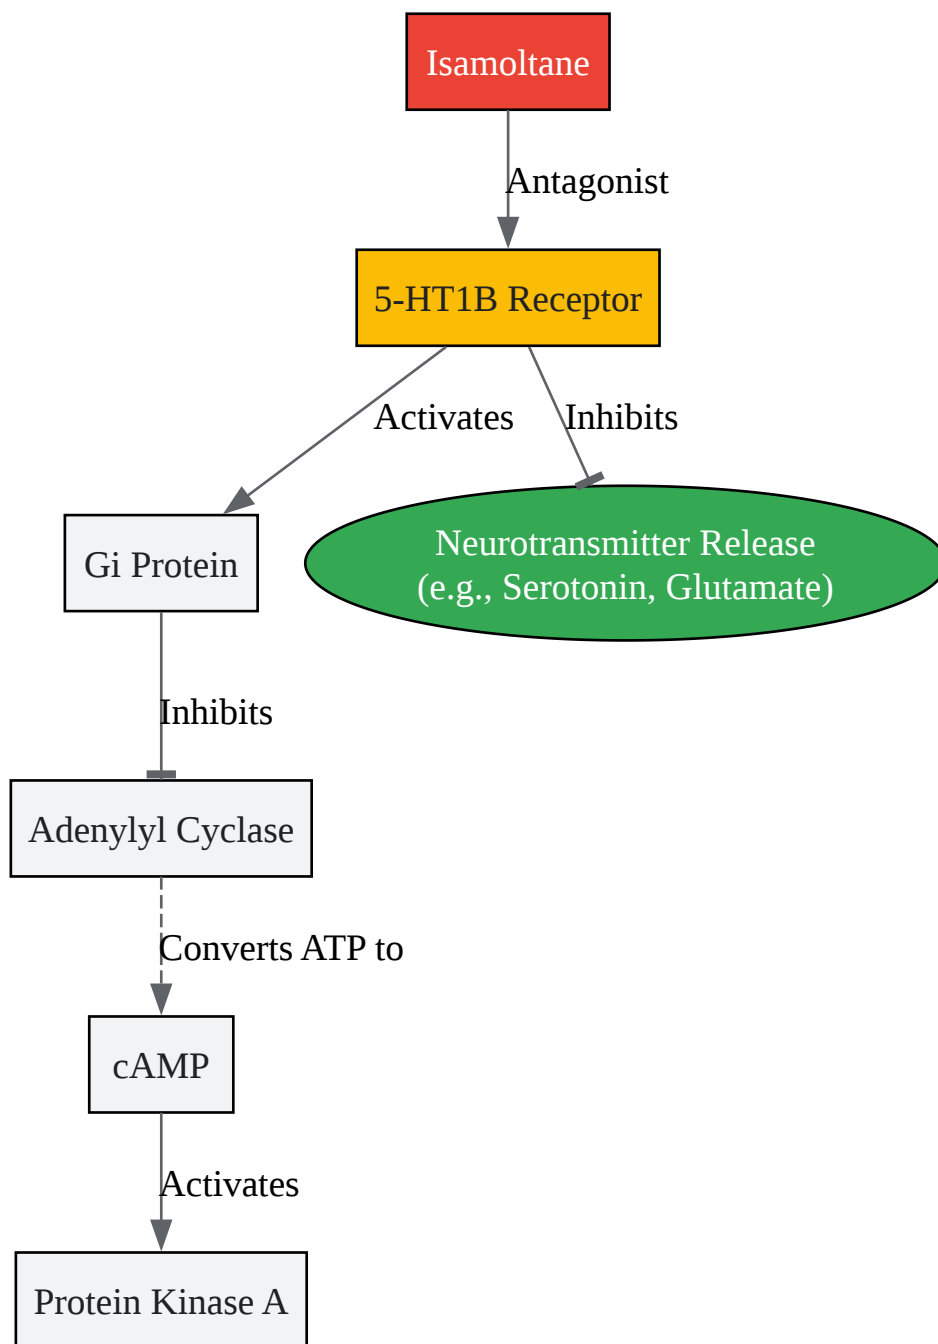 Isamoltane
Antagonist
5-HT1B Receptor
Activates
Inhibits
Neurotransmitter Release
(e.g., Serotonin, Glutamate)
Gi Protein
Inhibits
Adenylyl Cyclase
Converts ATP to
cAMP
Activates
Protein Kinase A